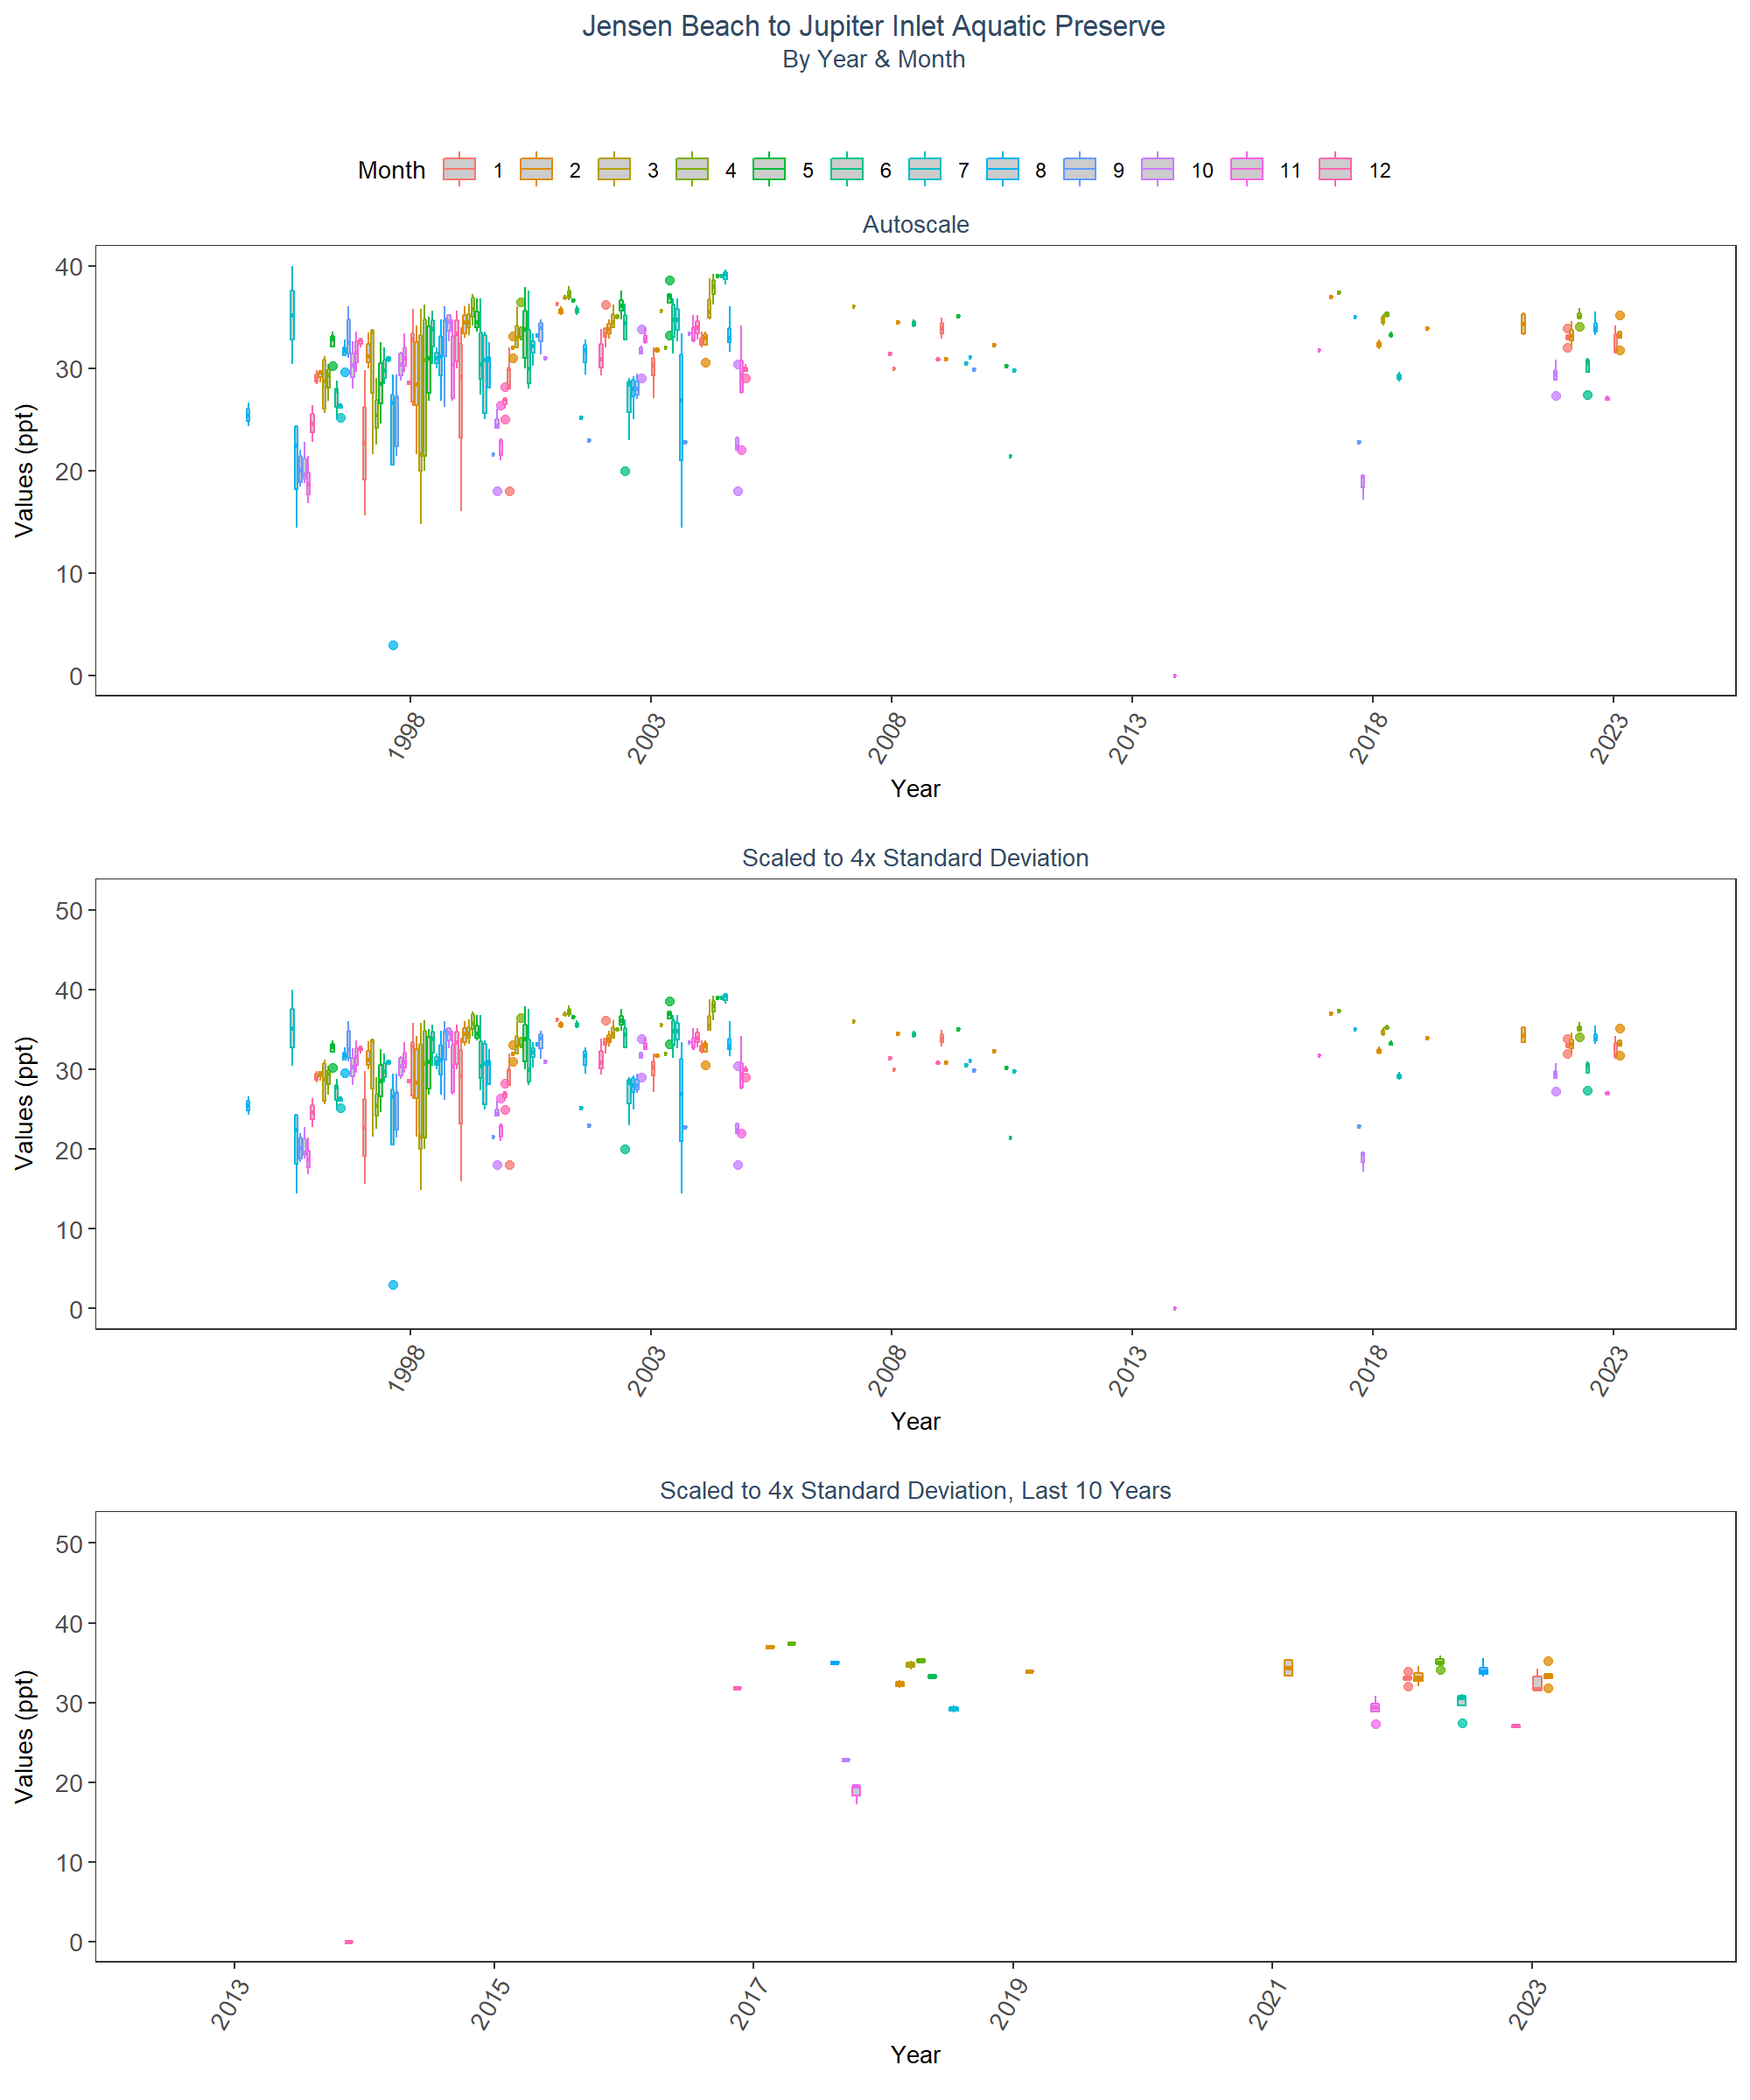 Jensen Beach to Jupiter Inlet Aquatic Preserve
By Year & Month
Month 1 2 3 4 5 6 7 8 9 10 11 12
Autoscale
Values (ppt)
40
30
20
10
0
1998 2003 2008 2013 2018 2023
Year
Scaled to 4x Standard Deviation
Values (ppt)
50
40
30
20
10
0
1998 2003 2008 2013 2018 2023
Year
Scaled to 4x Standard Deviation, Last 10 Years
Values (ppt)
50
40
30
20
10
0
2013 2015 2017 2019 2021 2023
Year